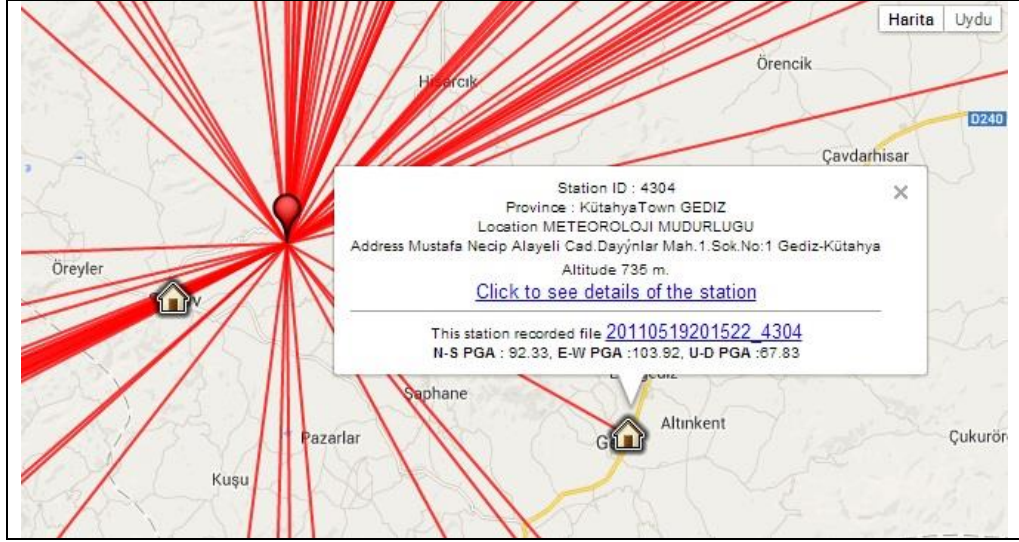 Harita Uydu
Örencik
Hisarcık
D240
Çavdarhisar
Station ID : 4304
Province : KütahyaTown GEDIZ
Location METEOROLOJI MUDURLUGU
Address Mustafa Necip Alayeli Cad.Dayýnlar Mah.1.Sok.No:1 Gediz-Kütahya
Altitude 735 m.
Click to see details of the station
This station recorded file 20110519201522_4304
N-S PGA : 92.33, E-W PGA :103.92, U-D PGA :67.83
Öreyler
Şaphane
Altınkent
Pazarlar
Çukurör
Kuşu